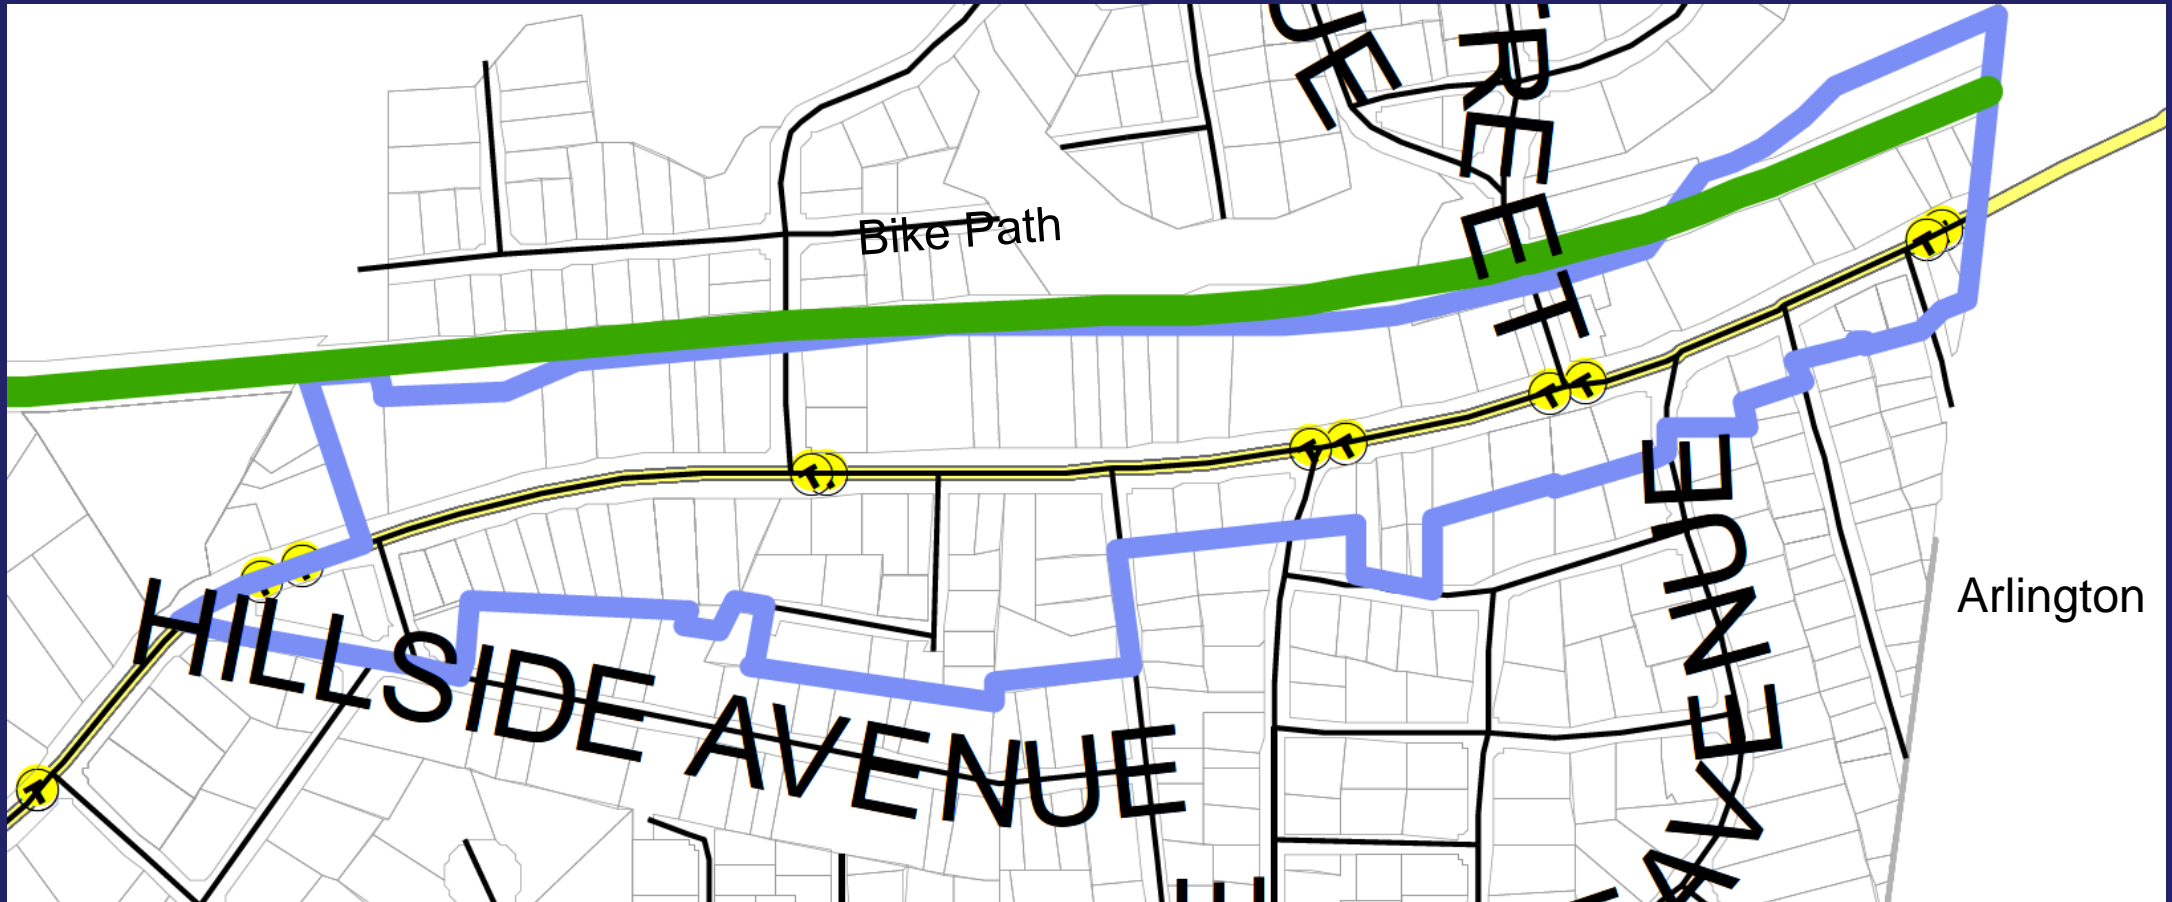 UE
REET
Bike Path
Arlington
HILLSIDE AVENUE
AVENUE
E